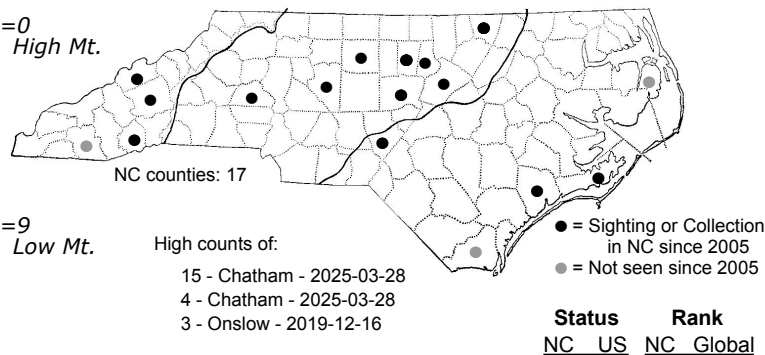 =0
High Mt.
NC counties: 17
=9
Low Mt.
High counts of:
15 - Chatham - 2025-03-28
4 - Chatham - 2025-03-28
3 - Onslow - 2019-12-16
= Sighting or Collection
in NC since 2005
= Not seen since 2005
Status Rank
NC US NC Global